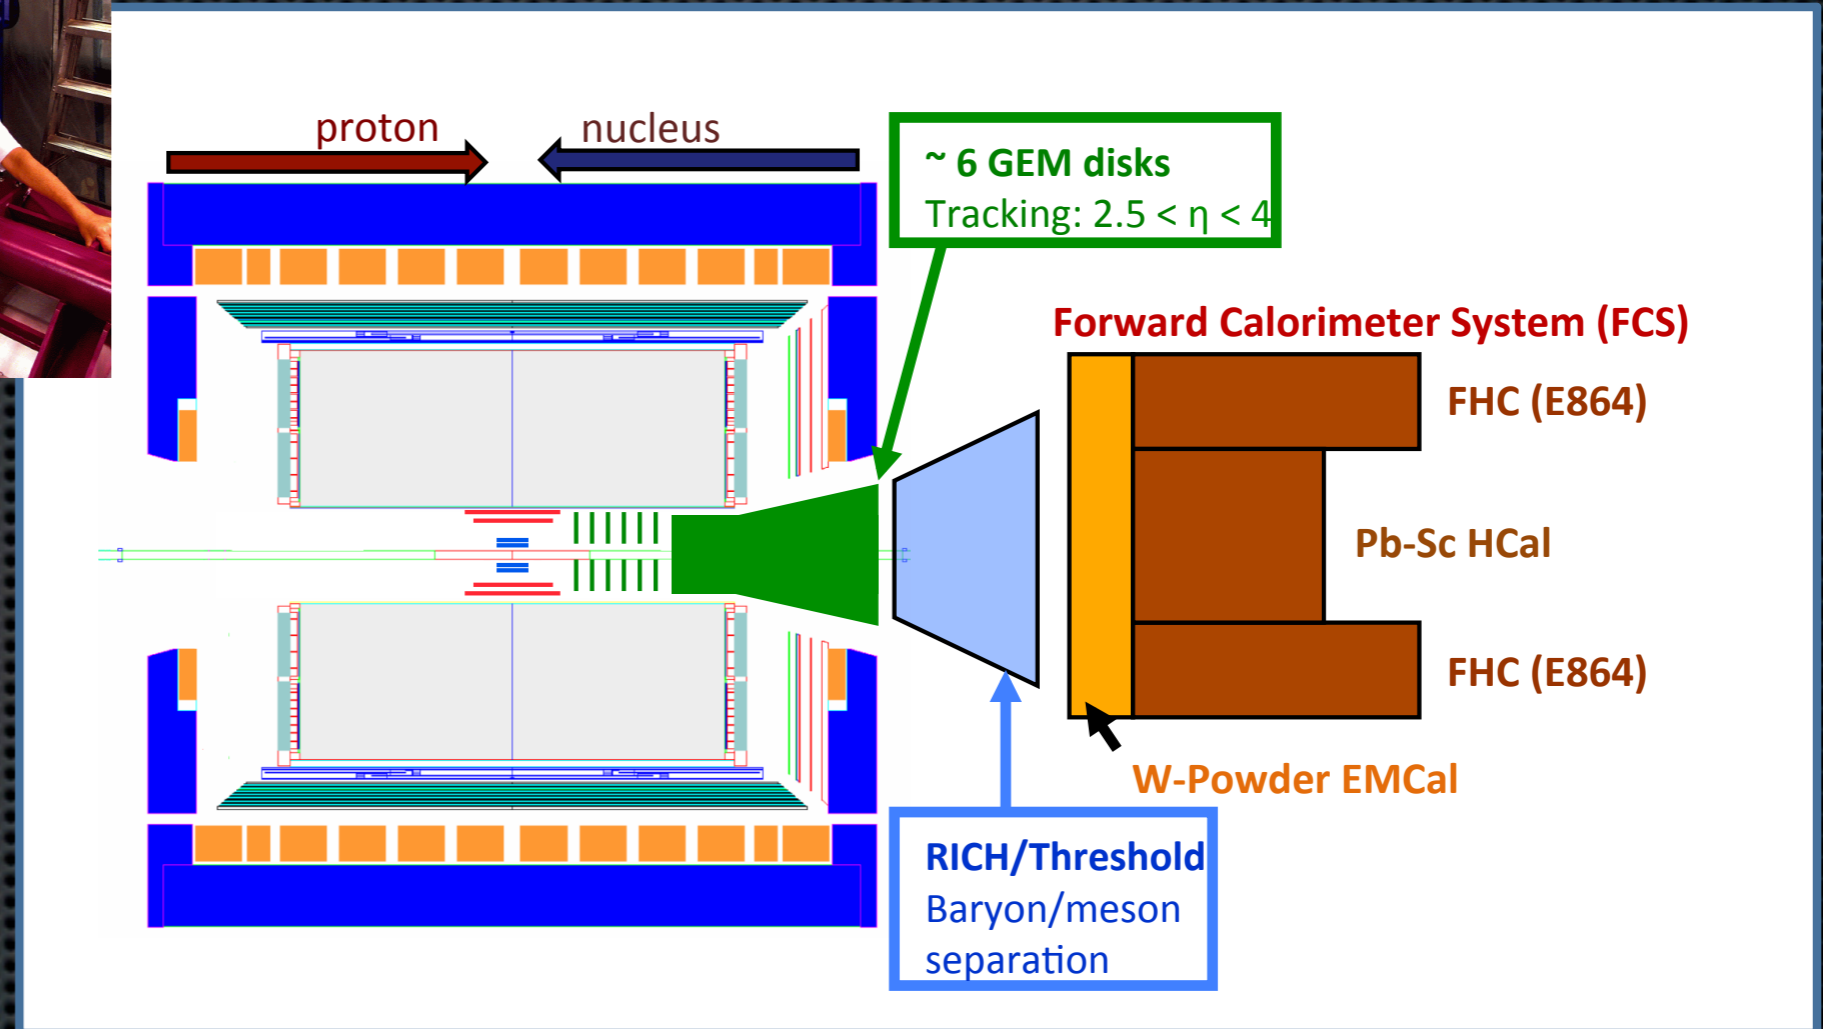 proton
nucleus
~ 6 GEM disks
Tracking: 2.5 < η < 4
Forward Calorimeter System (FCS)
FHC (E864)
Pb-Sc HCal
FHC (E864)
W-Powder EMCal
RICH/Threshold
Baryon/meson
separation